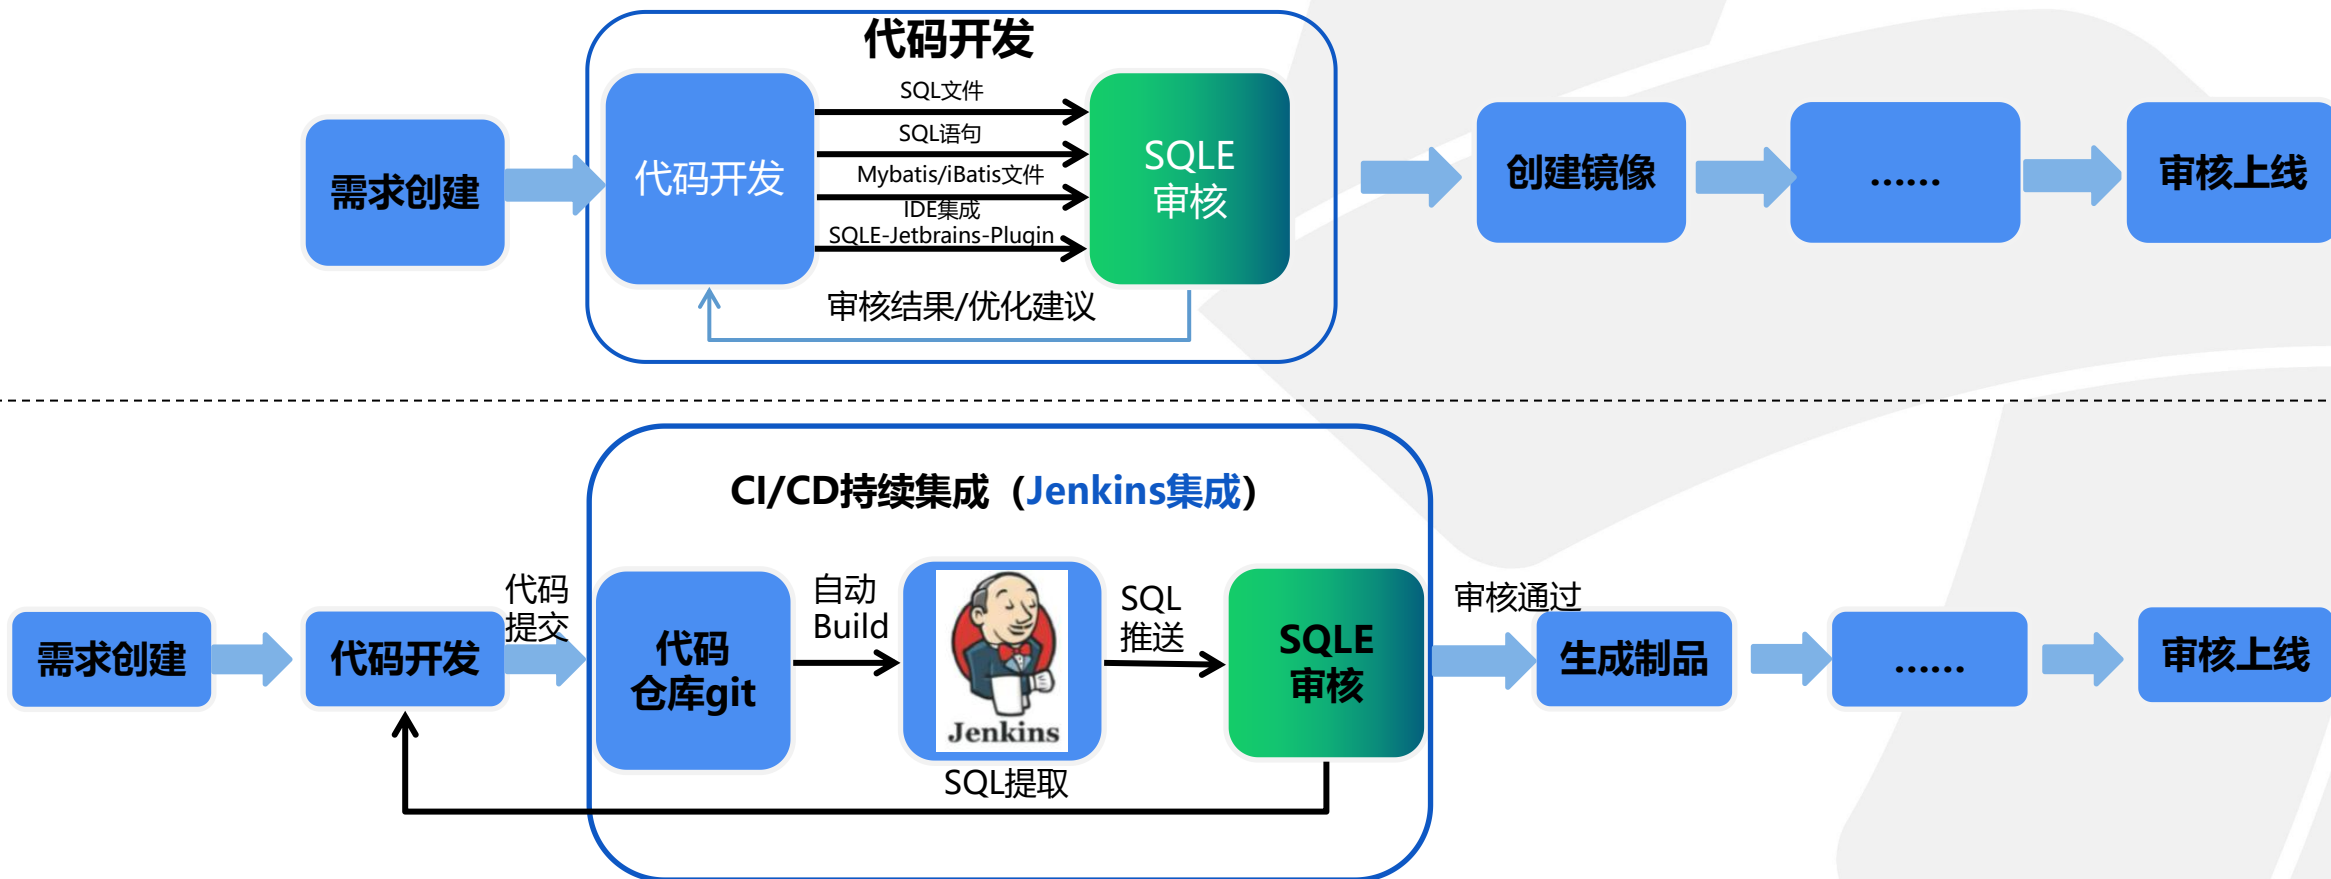 代码开发
SQL文件
SQL语句
Mybatis/iBatis文件
IDE集成
SQLE-Jetbrains-Plugin
需求创建
代码开发
SQLE
审核
审核结果/优化建议
创建镜像
......
审核上线
CI/CD持续集成（Jenkins集成）
需求创建
代码开发
代码
提交
代码
仓库git
自动
Build
Jenkins
SQL提取
SQL
推送
SQLE
审核
审核通过
生成制品
......
审核上线